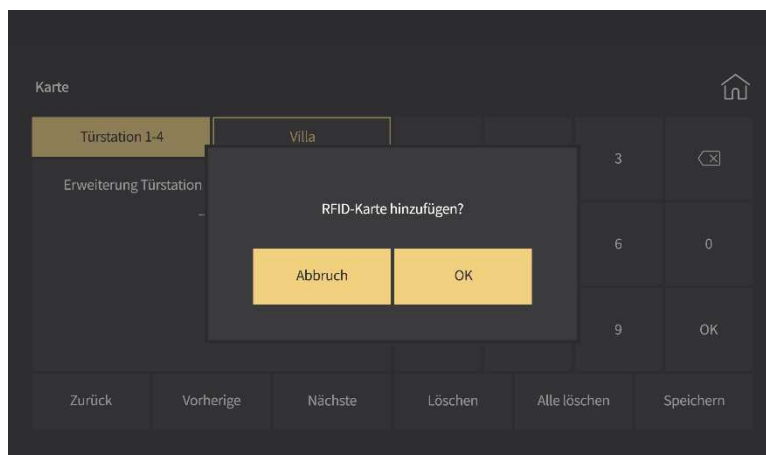 Karte
Türstation 1-4
Villa
3
Erweiterung Türstation
RFID-Karte hinzufügen?
6
0
Abbruch
OK
9
OK
Zurück
Vorherige
Nächste
Löschen
Alle löschen
Speichern